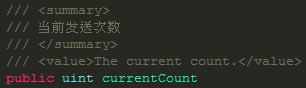 /// <summary>
/// 当前发送次数
/// </summary>
/// <value>The current count.</value>
public uint currentCount